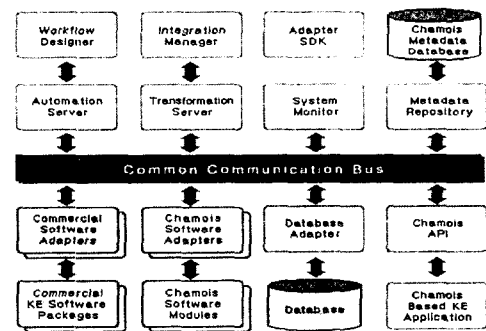 Workflow
Designer
Integration
Manager
Adapter
SDK
Chamois
Metadata
Database
Automation
Server
Transformation
Server
System
Monitor
Metadata
Repository
Common Communication Bus
Commercial
Software
Adapters
Chamois
Software
Adapters
Database
Adapter
Chamois
API
Commercial
KE Software
Packages
Chamois
Software
Modules
Database
Chamois
Based KE
Application